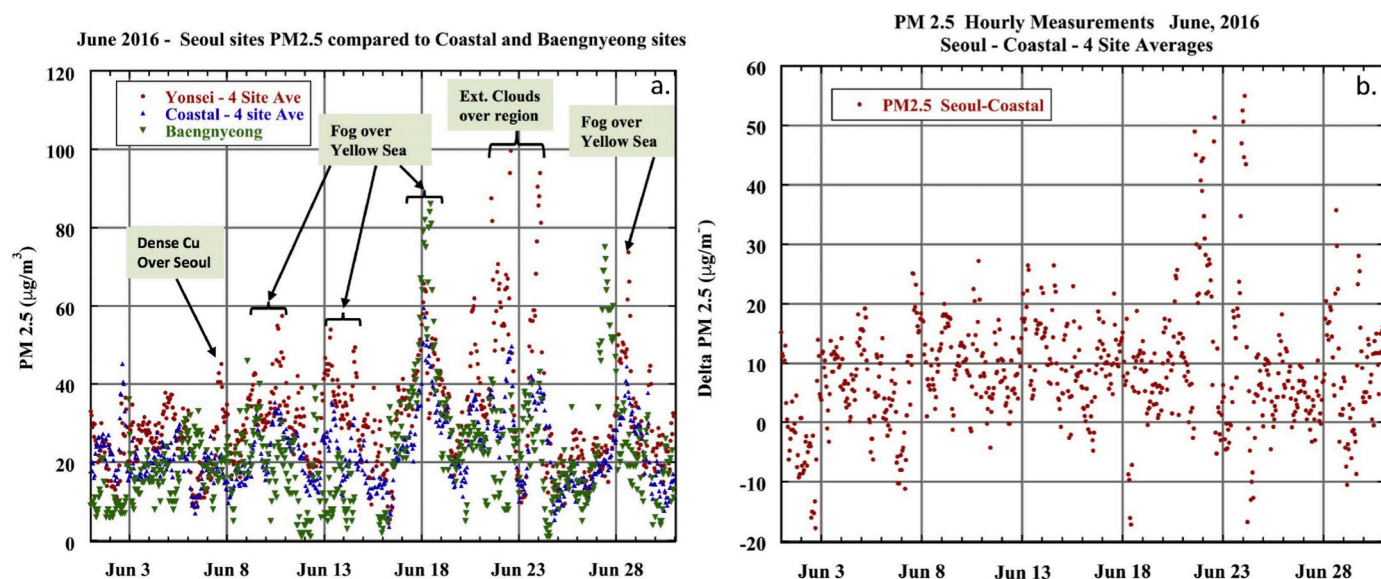 June 2016 - Seoul sites PM2.5 compared to Coastal and Baengnyeong sites
120
100
80
60
40
20
0
PM 2.5 (µg/m³)
Yonsei - 4 Site Ave
Coastal - 4 site Ave
Baengnyeong
a.
Dense Cu
Over Seoul
Fog over
Yellow Sea
Ext. Clouds
over region
Fog over
Yellow Sea
Jun 3
Jun 8
Jun 13
Jun 18
Jun 23
Jun 28
PM 2.5 Hourly Measurements June, 2016
Seoul - Coastal - 4 Site Averages
60
50
40
30
20
10
0
-10
-20
Delta PM 2.5 (µg/m⁻)
PM2.5 Seoul-Coastal
b.
Jun 3
Jun 8
Jun 13
Jun 18
Jun 23
Jun 28